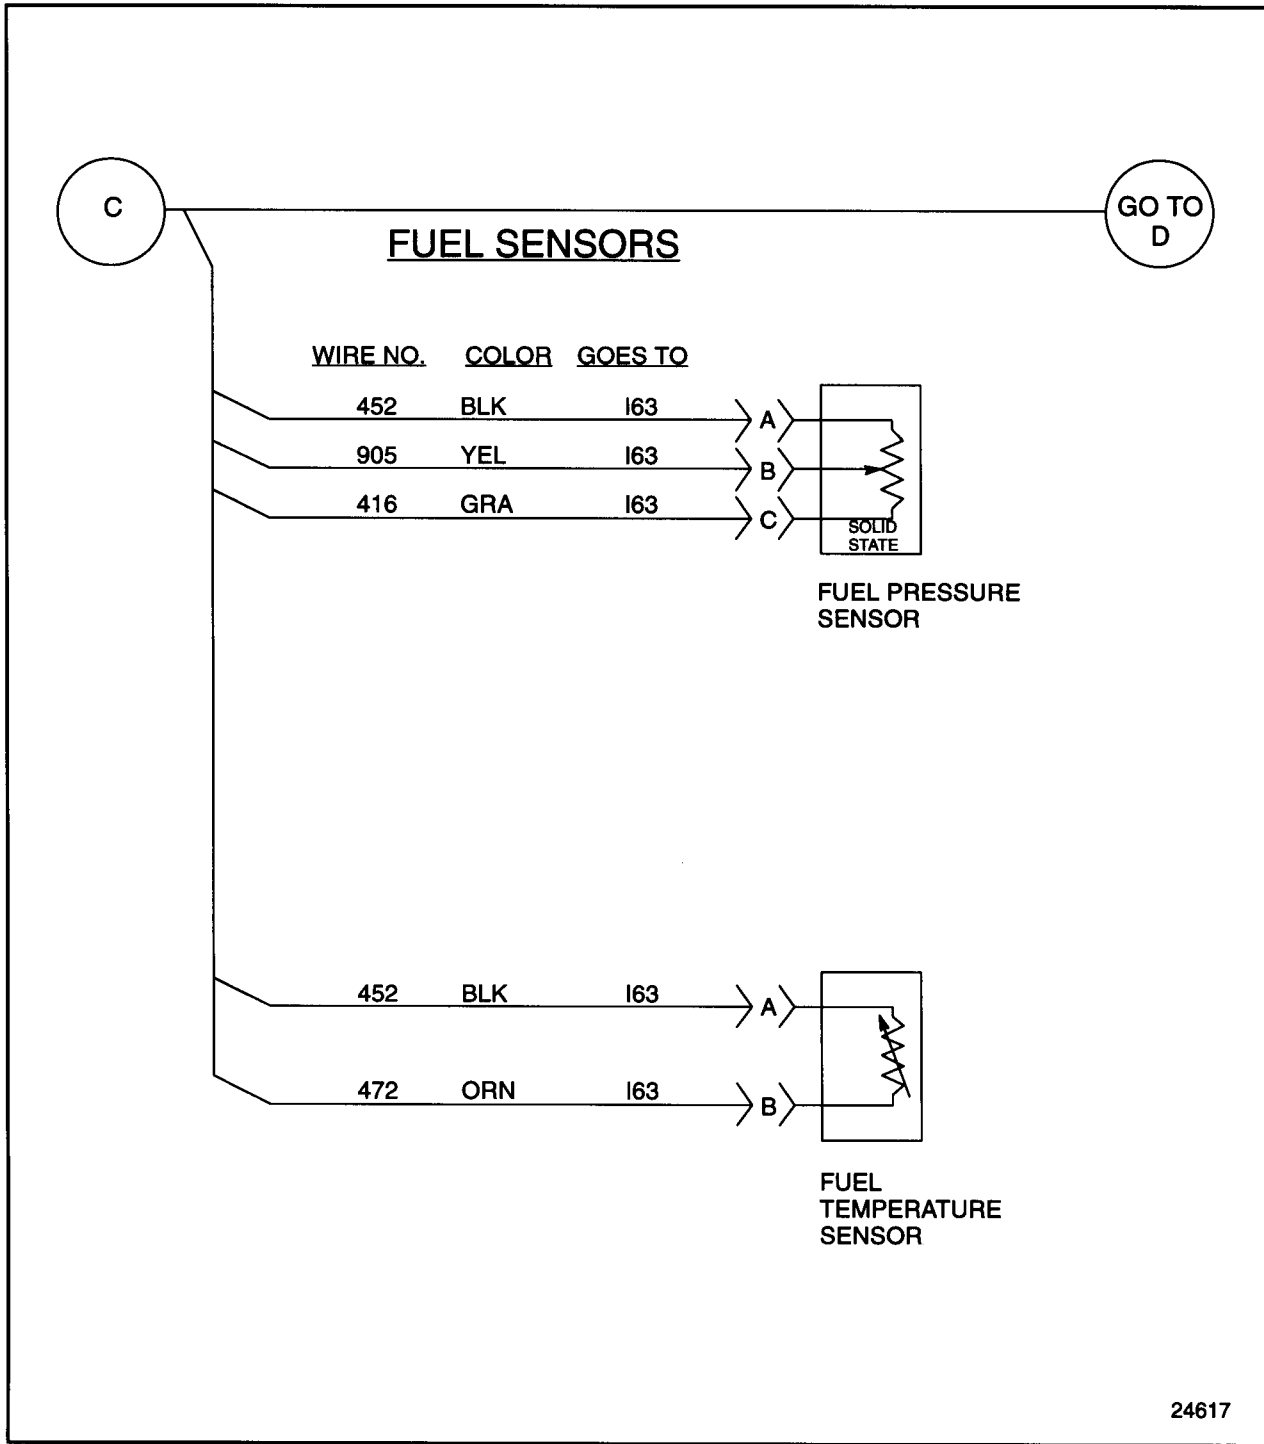 C
GO TO
D
FUEL SENSORS
WIRE NO. COLOR GOES TO
452 BLK I63 A
905 YEL I63 B
416 GRA I63 C
SOLID
STATE
FUEL PRESSURE
SENSOR
452 BLK I63 A
472 ORN I63 B
FUEL
TEMPERATURE
SENSOR
24617